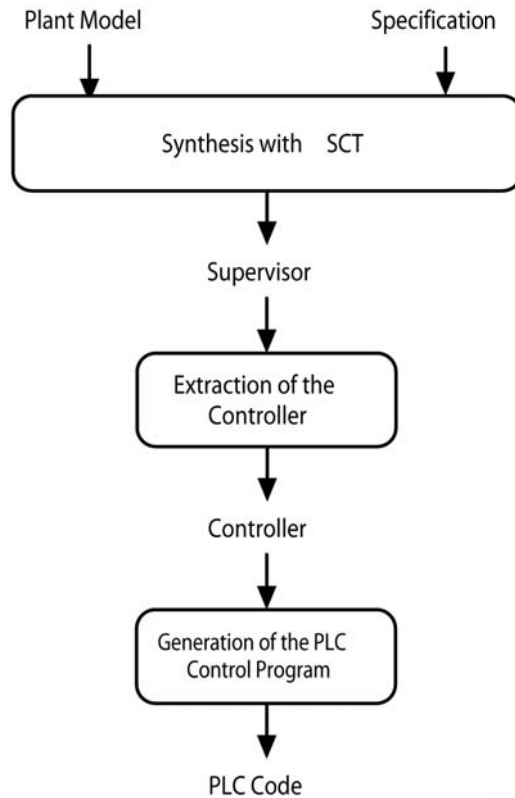 Plant Model
Specification
Synthesis with SCT
Supervisor
Extraction of the
Controller
Controller
Generation of the PLC
Control Program
PLC Code